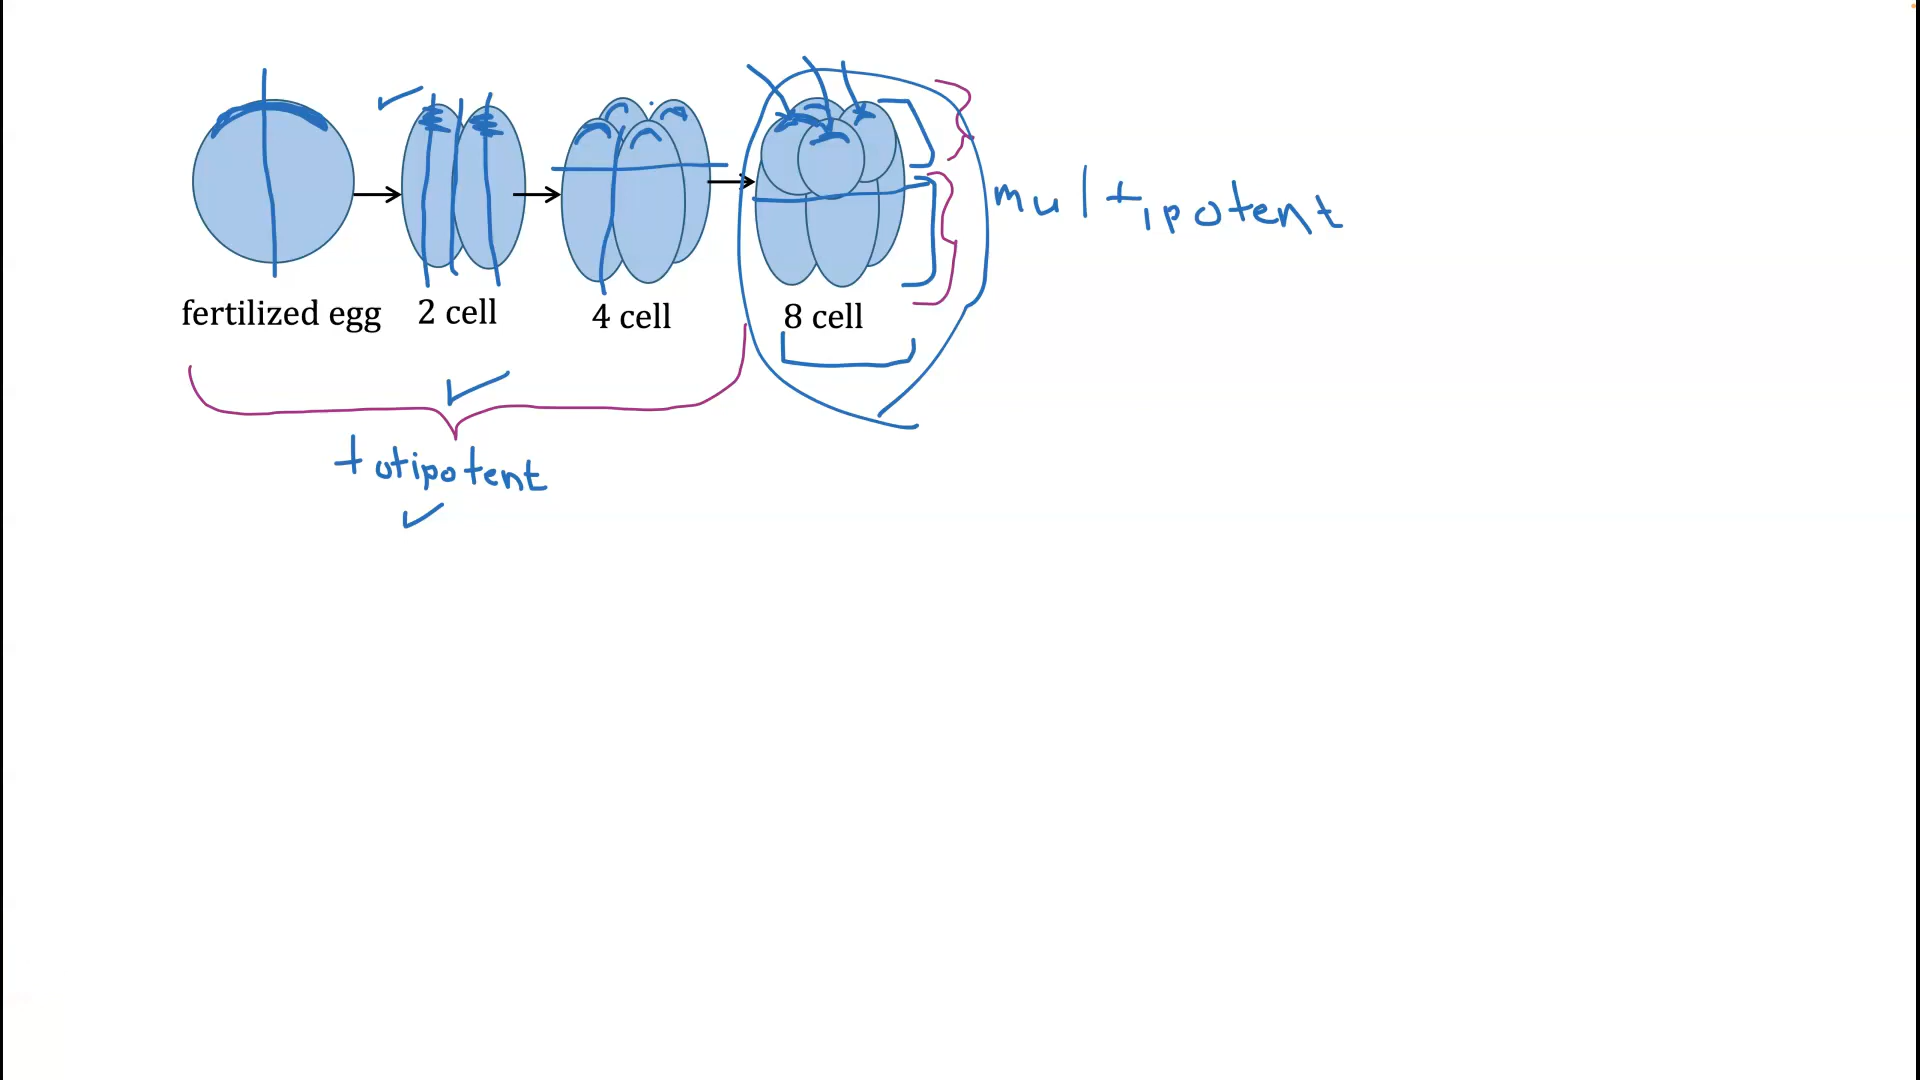 multipotent
fertilized egg
2 cell
4 cell
8 cell
totipotent